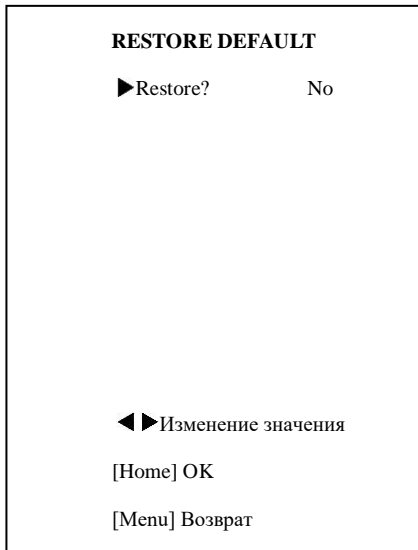 RESTORE DEFAULT
▶Restore? No
◀ ▶Изменение значения
[Home] OK
[Menu] Возврат